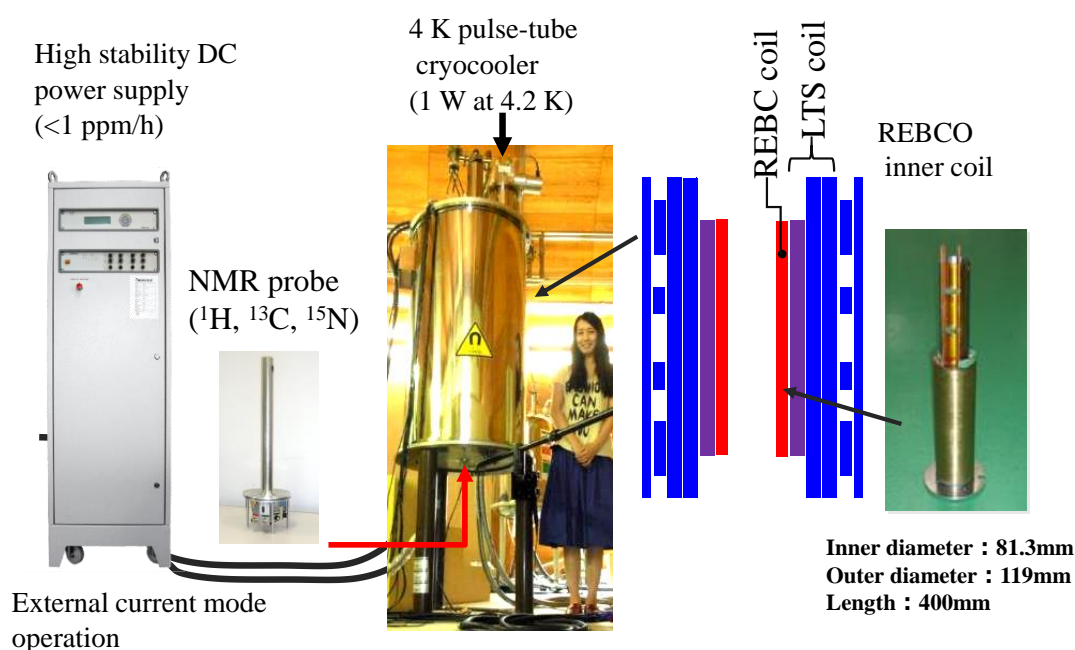 High stability DC
power supply
(<1 ppm/h)
4 K pulse-tube
cryocooler
(1 W at 4.2 K)
REBC coil
LTS coil
REBCO
inner coil
NMR probe
(¹H, ¹³C, ¹⁵N)
CAN
MAKE
External current mode
operation
Inner diameter：81.3mm
Outer diameter：119mm
Length：400mm